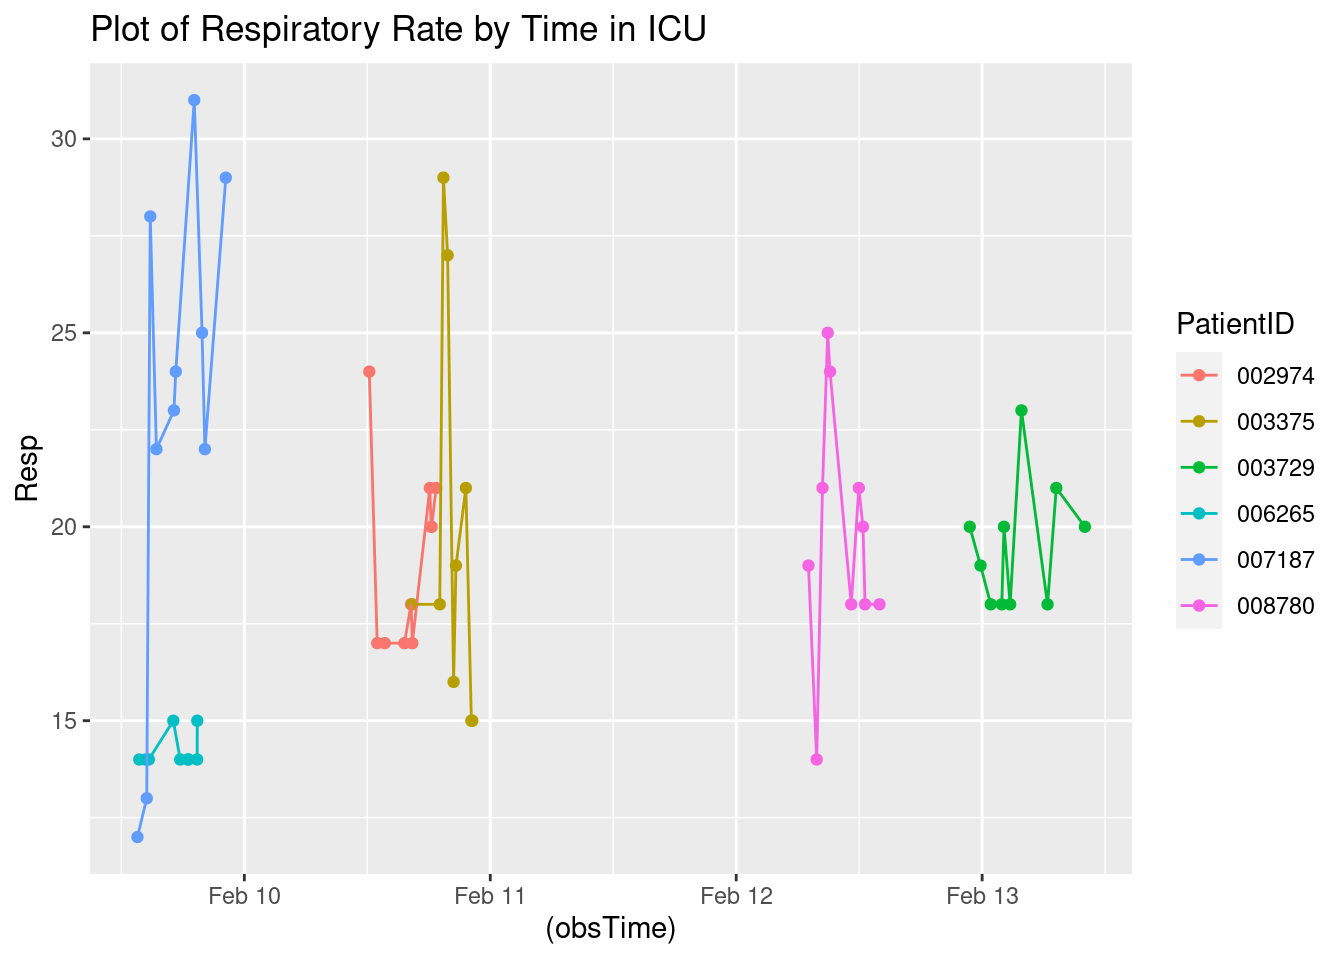 Plot of Respiratory Rate by Time in ICU
Resp
30
25
20
15
Feb 10
Feb 11
Feb 12
Feb 13
(obsTime)
PatientID
002974
003375
003729
006265
007187
008780